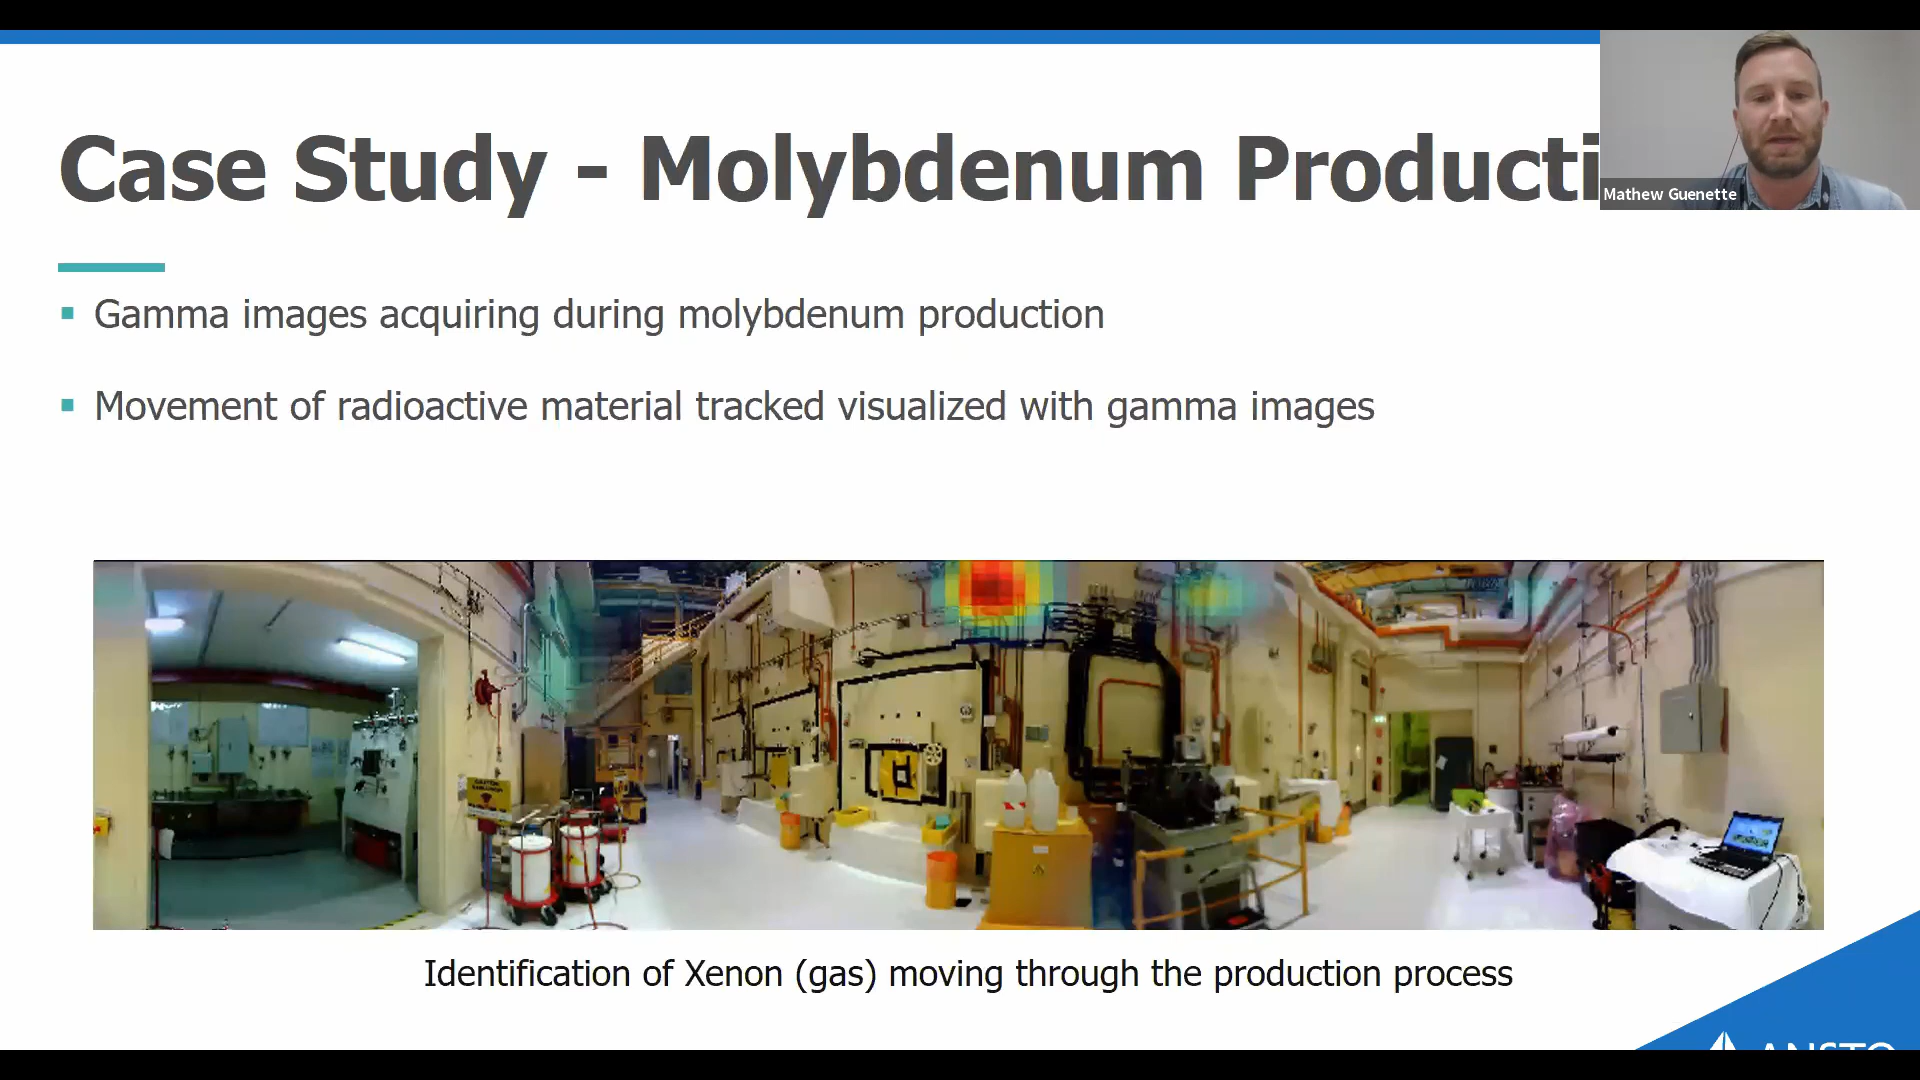 Case Study - Molybdenum Producti
Mathew Guenette
Gamma images acquiring during molybdenum production
Movement of radioactive material tracked visualized with gamma images
Identification of Xenon (gas) moving through the production process
ANSTO